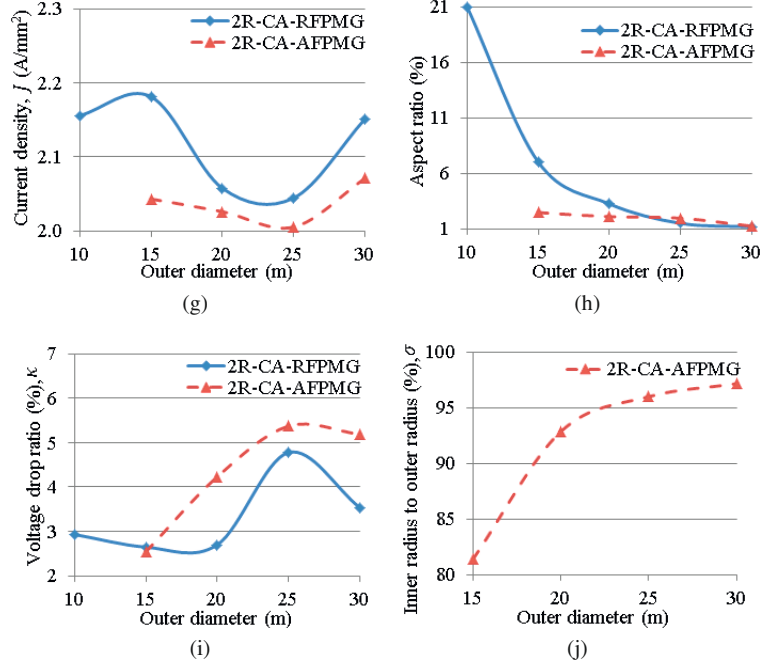 2.3
2.2
2.1
2.0
Current density, J (A/mm²)
2R-CA-RFPMG
2R-CA-AFPMG
10 15 20 25 30
Outer diameter (m)
(g)
21
16
11
6
1
Aspect ratio (%)
2R-CA-RFPMG
2R-CA-AFPMG
10 15 20 25 30
Outer diameter (m)
(h)
7
6
5
4
3
2
Voltage drop ratio (%),κ
2R-CA-RFPMG
2R-CA-AFPMG
10 15 20 25 30
Outer diameter (m)
(i)
100
95
90
85
80
Inner radius to outer radius (%),σ
2R-CA-AFPMG
15 20 25 30
Outer diameter (m)
(j)